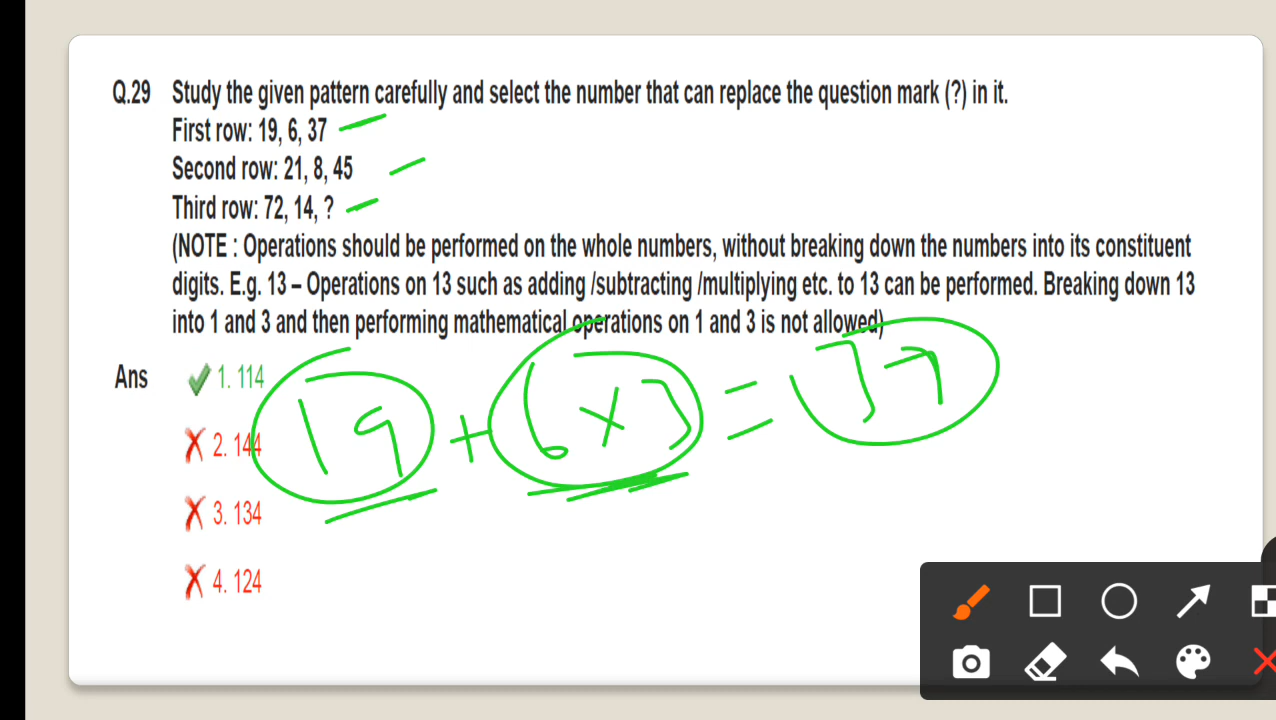 Q.29 Study the given pattern carefully and select the number that can replace the question mark (?) in it.
First row: 19, 6, 37
Second row: 21, 8, 45
Third row: 72, 14, ?
(NOTE : Operations should be performed on the whole numbers, without breaking down the numbers into its constituent
digits. E.g. 13 – Operations on 13 such as adding /subtracting /multiplying etc. to 13 can be performed. Breaking down 13
into 1 and 3 and then performing mathematical operations on 1 and 3 is not allowed)
Ans 1. 114
2. 144
3. 134
4. 124
19 + 6 x 3 = 37